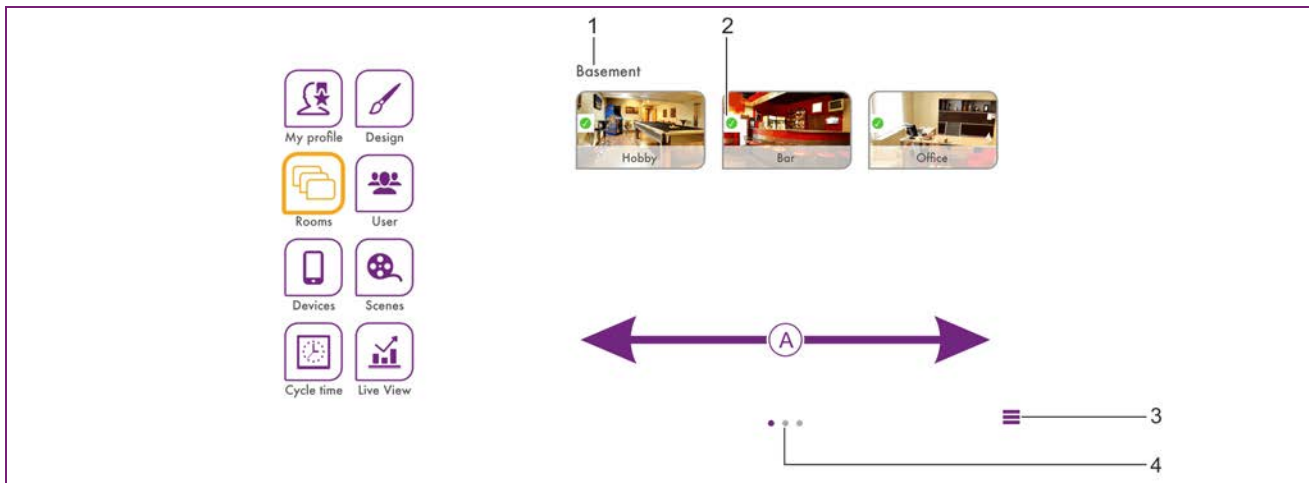 1
2
Basement
My profile
Design
Hobby
Bar
Office
Rooms
User
Devices
Scenes
A
Cycle time
Live View
3
4